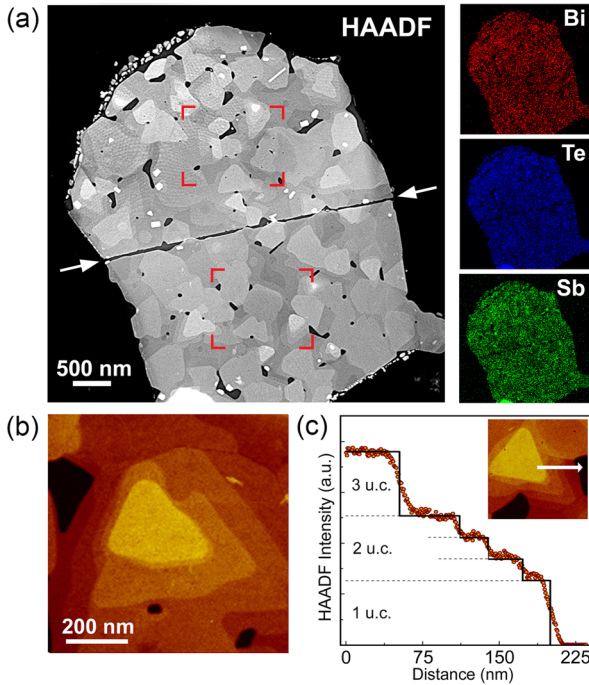 (a)
HAADF
500 nm
Bi
Te
Sb
(b)
200 nm
(c)
HAADF Intensity (a.u.)
3 u.c.
2 u.c.
1 u.c.
0 75 150 225
Distance (nm)